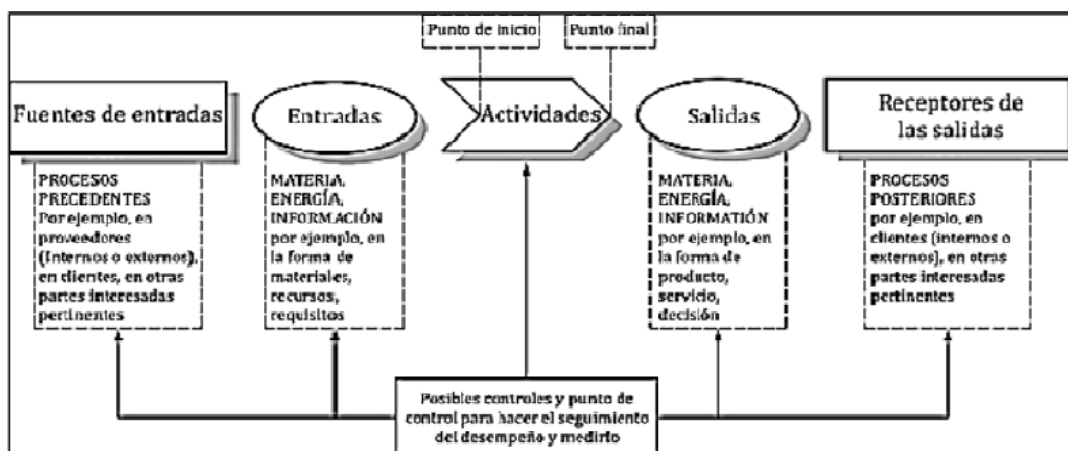 Punto de inicio
Punto final
Fuentes de entradas
Entradas
Actividades
Salidas
Receptores de
las salidas
PROCESOS
PRECEDENTES
Por ejemplo, en
proveedores
(Internos o externos),
en clientes, en otras
partes interesadas
pertinentes
MATERIA,
ENERGÍA,
INFORMACIÓN
por ejemplo, en
la forma de
materiales,
recursos,
requisitos
MATERIA,
ENERGÍA,
INFORMATIÓN
por ejemplo, en
la forma de
producto,
servicio,
decisión
PROCESOS
POSTERIORES
por ejemplo, en
clientes (internos o
externos), en otras
partes interesadas
pertinentes
Posibles controles y punto de
control para hacer el seguimiento
del desempeño y medirlo